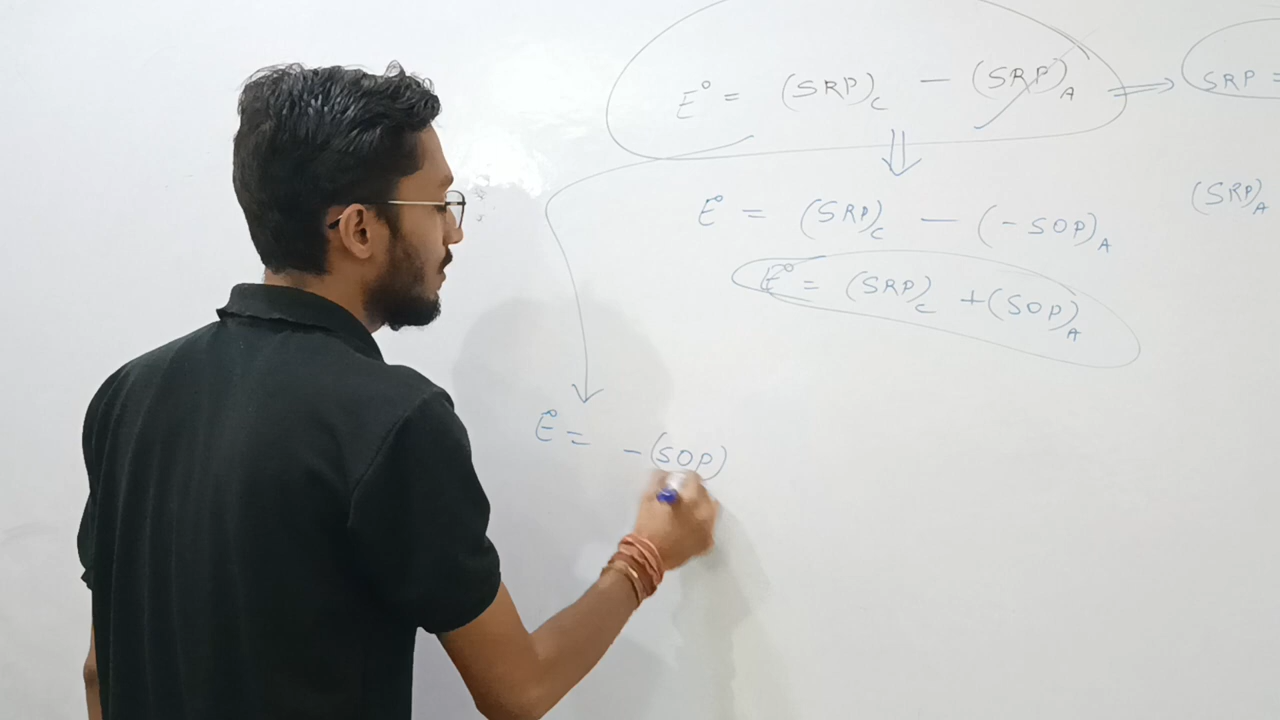 E° = (SRP)c - (SRP)A ⇒ SRP =
⇓
E° = (SRP)c - (-SOP)A (SRP)A
E° = (SRP)c + (SOP)A
E° = - (SOP)